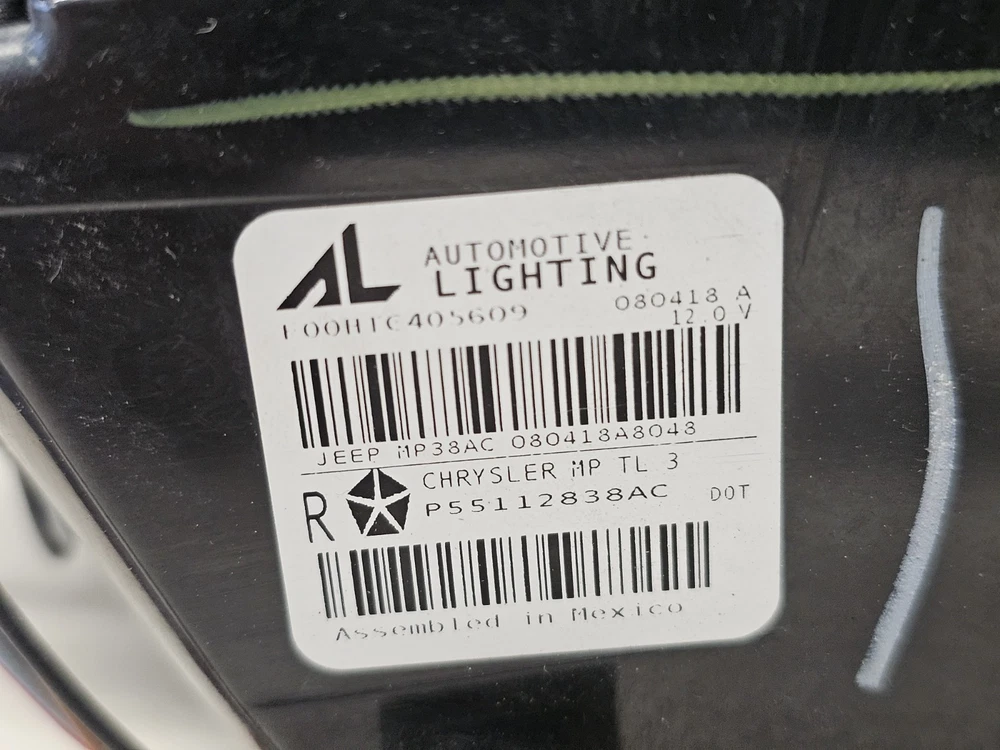 AL
AUTOMOTIVE
LIGHTING
080418 A
12.0 V
JEEP MP38AC 080418A8048
CHRYSLER MP TL 3
R
P55112838AC DOT
Assembled in Mexico